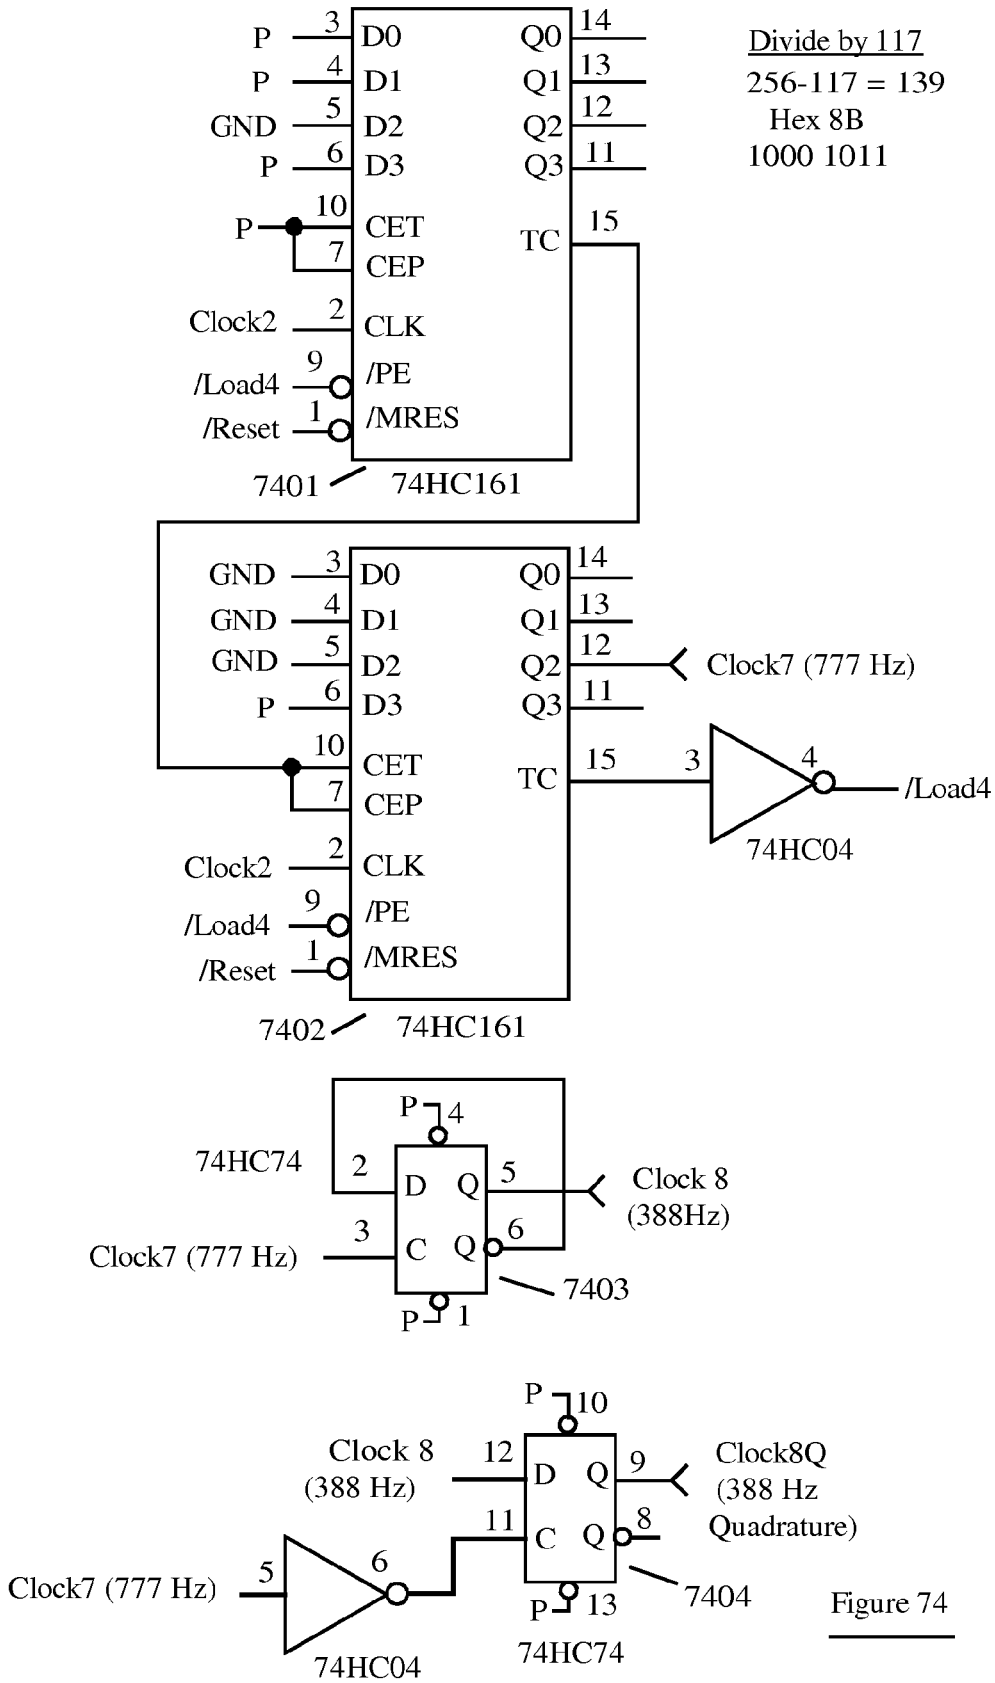 P 3 D0 Q0 14
P 4 D1 Q1 13
GND 5 D2 Q2 12
P 6 D3 Q3 11
P 10 CET TC 15
7 CEP
Clock2 2 CLK
/Load4 9 /PE
/Reset 1 /MRES
7401 74HC161
Divide by 117
256-117 = 139
Hex 8B
1000 1011
GND 3 D0 Q0 14
GND 4 D1 Q1 13
GND 5 D2 Q2 12 Clock7 (777 Hz)
P 6 D3 Q3 11
10 CET TC 15 3 4 /Load4
7 CEP
74HC04
Clock2 2 CLK
/Load4 9 /PE
/Reset 1 /MRES
7402 74HC161
P 4
74HC74 2 D Q 5 Clock 8
(388Hz)
Clock7 (777 Hz) 3 C Q 6
7403
P 1
P 10
Clock 8 12 D Q 9 Clock8Q
(388 Hz) (388 Hz
Quadrature)
11 C Q 8
Clock7 (777 Hz) 5 6
74HC04
7404
P 13
74HC74
Figure 74